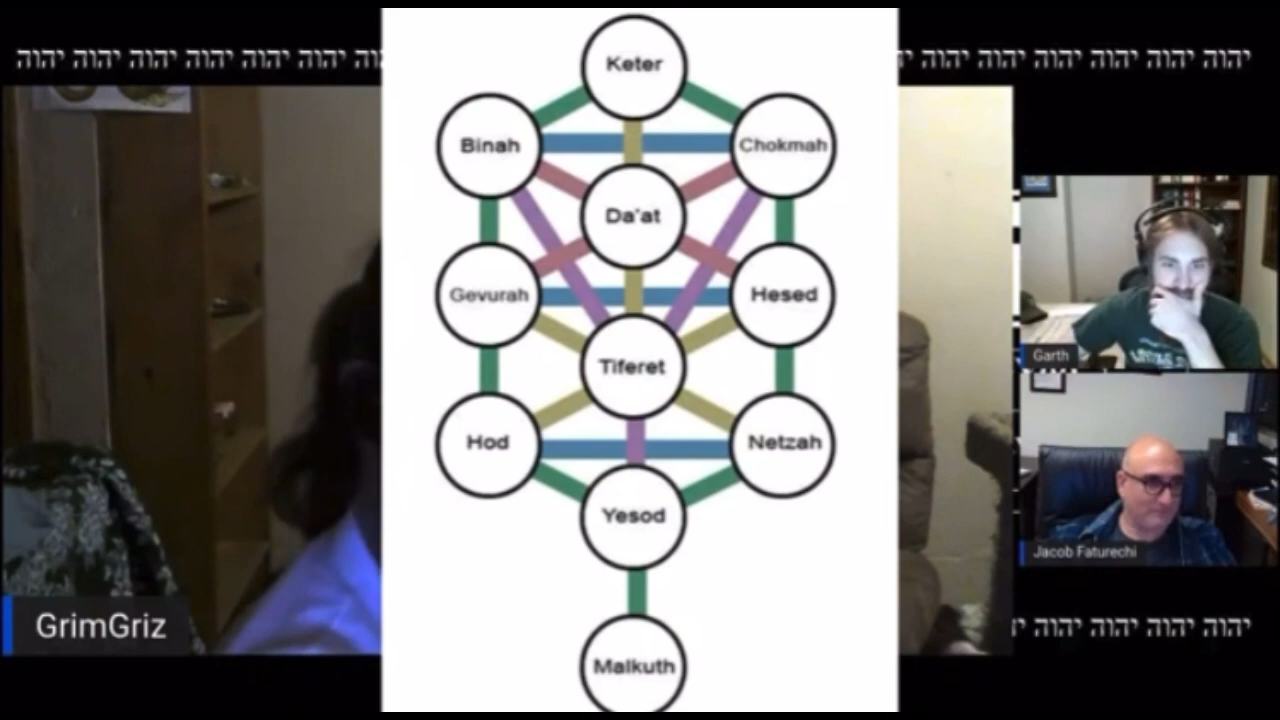 יהוה יהוה יהוה יהוה יהוה יהוה
יהוה יהוה יהוה יהוה יהוה יהוה
Keter
Binah
Chokmah
Da'at
Gevurah
Hesed
Tiferet
Hod
Netzah
Yesod
Malkuth
Garth
Jacob Faturechi
GrimGriz
יהוה יהוה יהוה יהוה